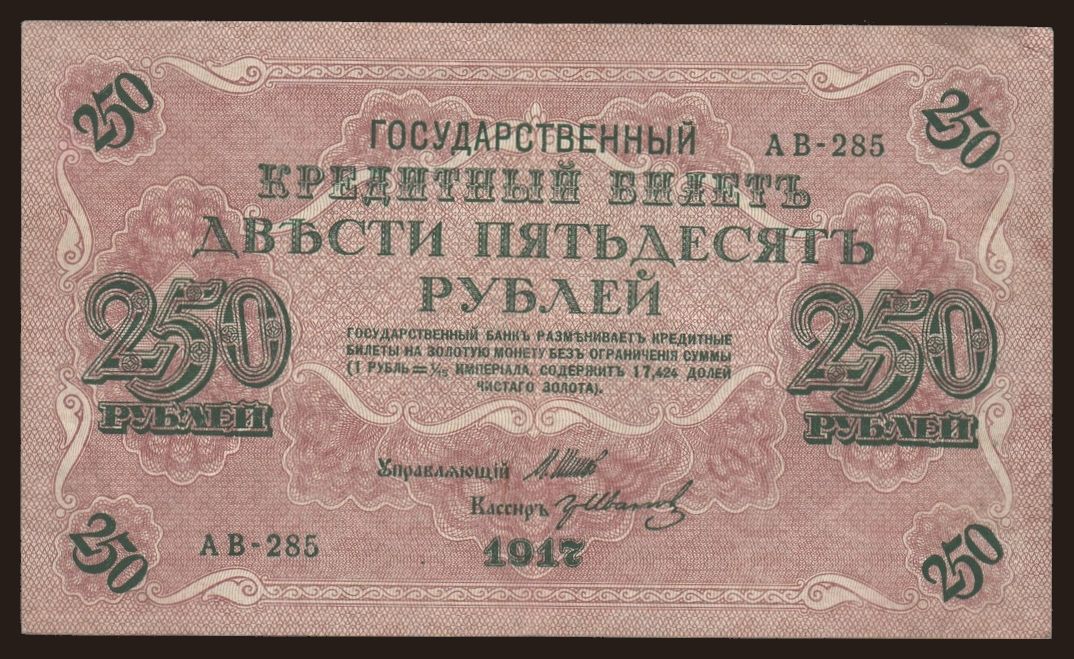 250 250
ГОСУДАРСТВЕННЫЙ АВ-285
КРЕДИТНЫЙ БИЛЕТЪ
ДВѢСТИ ПЯТЬДЕСЯТЪ
РУБЛЕЙ
250 РУБЛЕЙ
ГОСУДАРСТВЕННЫЙ БАНКЪ РАЗМѢНИВАЕТЪ КРЕДИТНЫЕ
БИЛЕТЫ НА ЗОЛОТУЮ МОНЕТУ БЕЗЪ ОГРАНИЧЕНІЯ СУММЫ
(1 РУБЛЬ = 1/15 ИМПЕРІАЛА, СОДЕРЖИТЪ 17,424 ДОЛЕЙ
ЧИСТАГО ЗОЛОТА).
250 РУБЛЕЙ
Управляющій
Кассиръ
250 АВ-285 1917 250